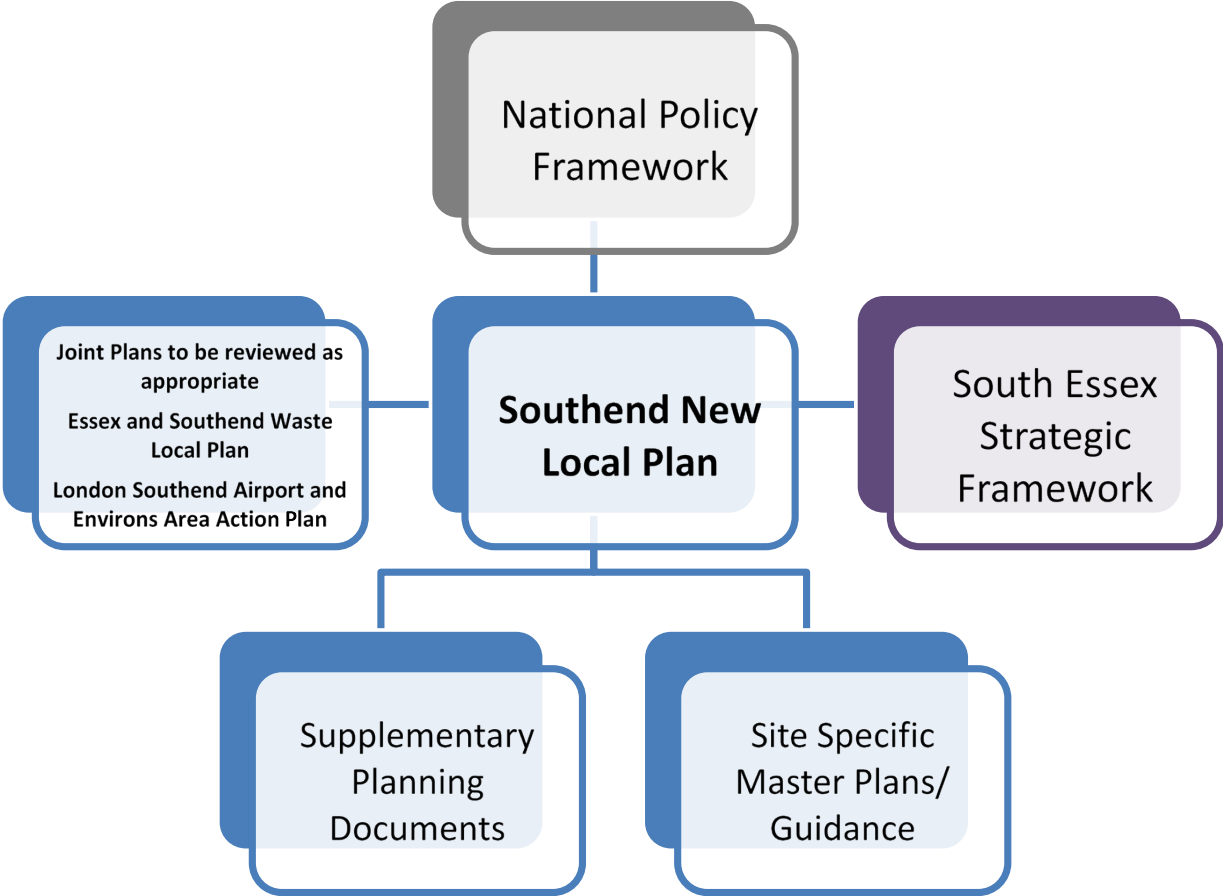 National Policy
Framework
Joint Plans to be reviewed as
appropriate
Essex and Southend Waste
Local Plan
London Southend Airport and
Environs Area Action Plan
Southend New
Local Plan
South Essex
Strategic
Framework
Supplementary
Planning
Documents
Site Specific
Master Plans/
Guidance